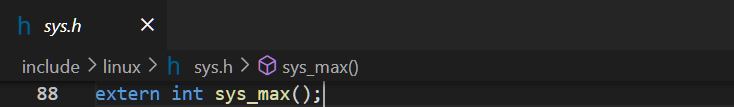 sys.h
include > linux > sys.h > sys_max()
88 extern int sys_max();